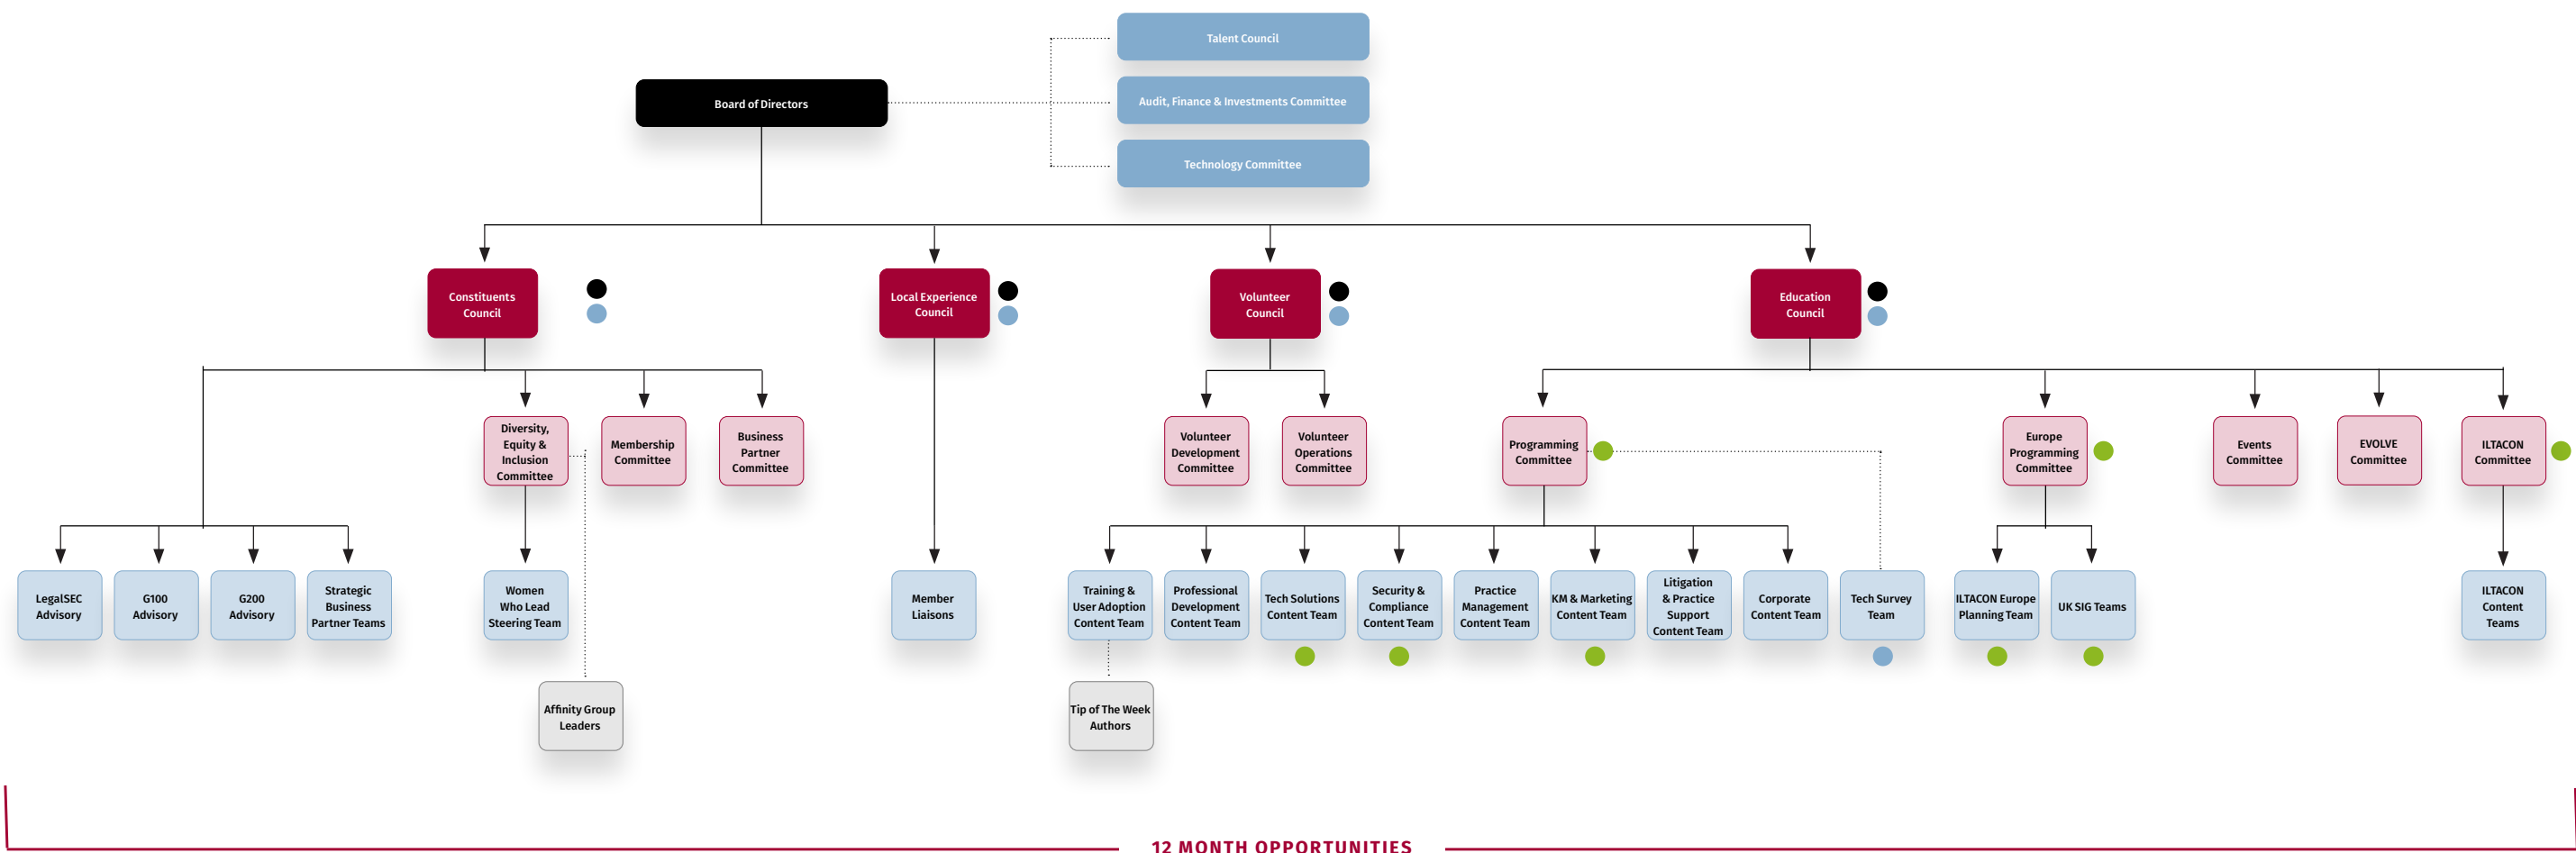 Talent Council
Board of Directors
Audit, Finance & Investments Committee
Technology Committee
Constituents
Council
Local Experience
Council
Volunteer
Council
Education
Council
Diversity,
Equity &
Inclusion
Committee
Membership
Committee
Business
Partner
Committee
Volunteer
Development
Committee
Volunteer
Operations
Committee
Programming
Committee
Europe
Programming
Committee
Events
Committee
EVOLVE
Committee
ILTACON
Committee
LegalSEC
Advisory
G100
Advisory
G200
Advisory
Strategic
Business
Partner Teams
Women
Who Lead
Steering Team
Member
Liaisons
Training &
User Adoption
Content Team
Professional
Development
Content Team
Tech Solutions
Content Team
Security &
Compliance
Content Team
Practice
Management
Content Team
KM & Marketing
Content Team
Litigation
& Practice
Support
Content Team
Corporate
Content Team
Tech Survey
Team
ILTACON Europe
Planning Team
UK SIG Teams
ILTACON
Content
Teams
Affinity Group
Leaders
Tip of The Week
Authors
12 MONTH OPPORTUNITIES